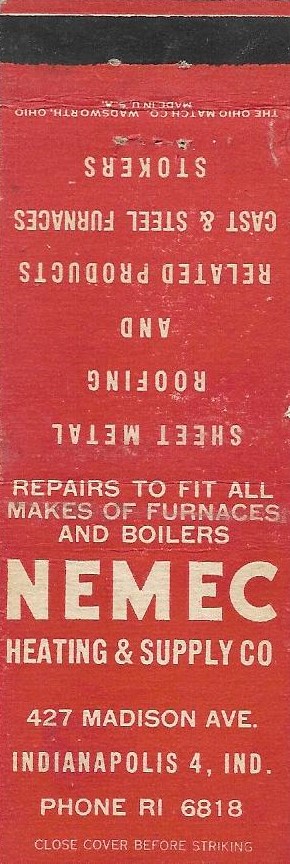 THE OHIO MATCH CO. WADSWORTH, OHIO
MADE IN U.S.A.
STOKERS
CAST & STEEL FURNACES
RELATED PRODUCTS
AND
ROOFING
SHEET METAL
REPAIRS TO FIT ALL
MAKES OF FURNACES
AND BOILERS
NEMEC
HEATING & SUPPLY CO
427 MADISON AVE.
INDIANAPOLIS 4, IND.
PHONE RI 6818
CLOSE COVER BEFORE STRIKING